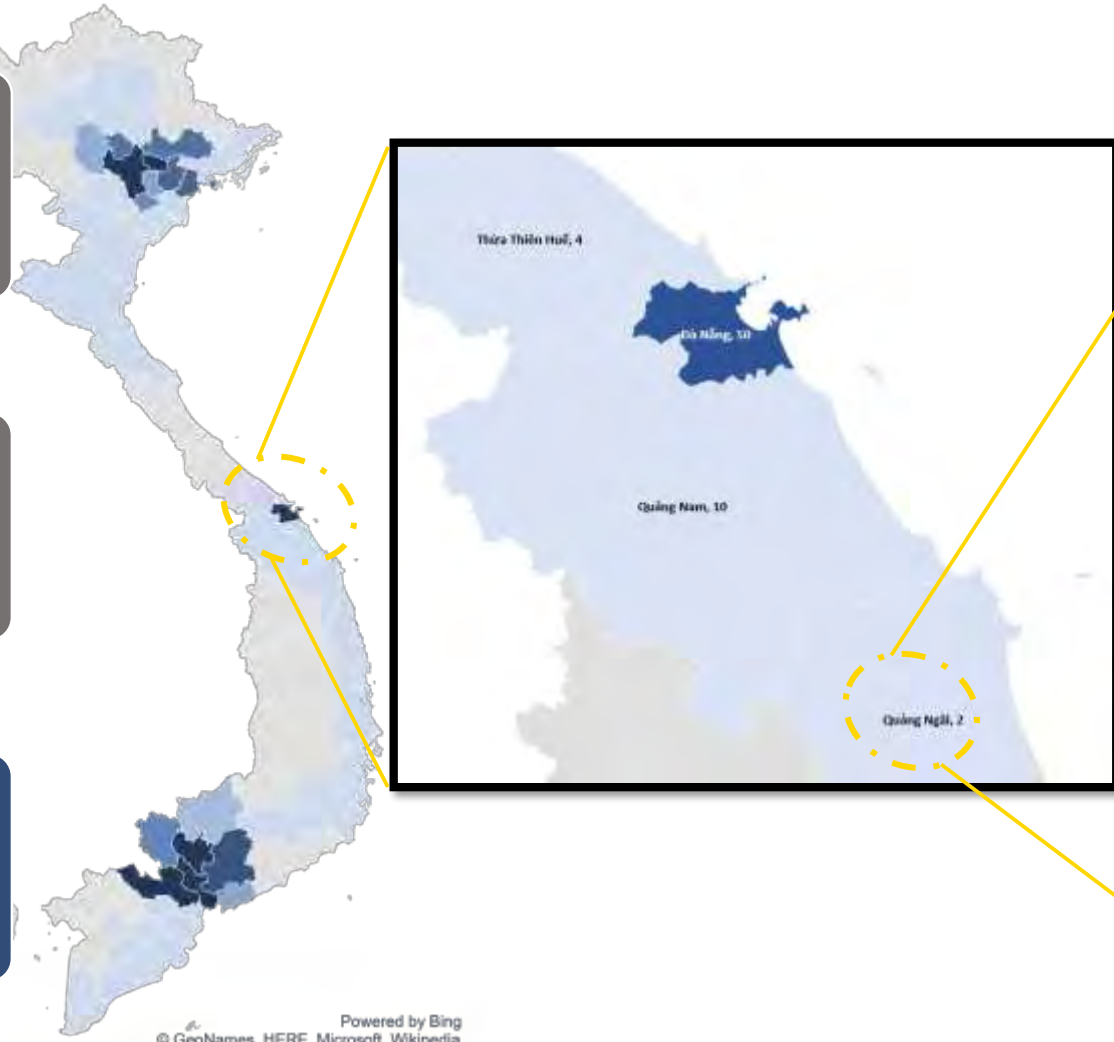 Thừa Thiên Huế, 4
Đà Nẵng, 50
Quảng Nam, 10
Quảng Ngãi, 2
Powered by Bing
© GeoNames, HERE, Microsoft, Wikipedia